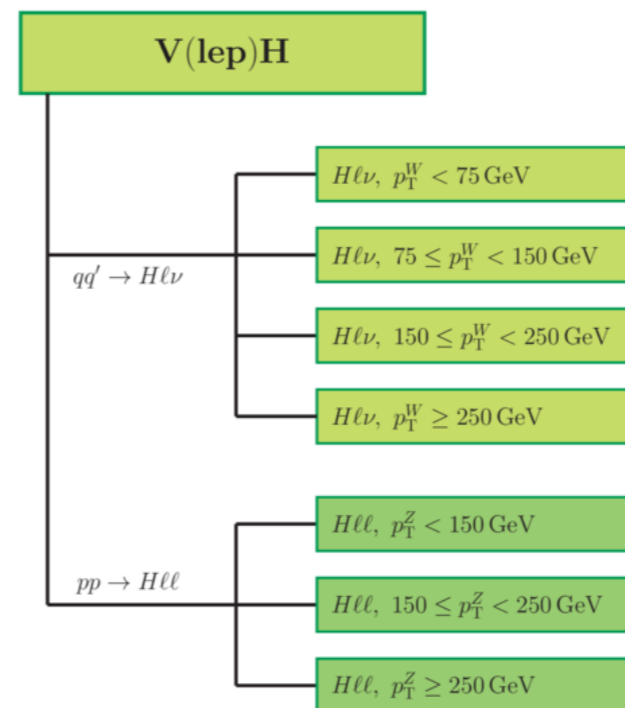 V(lep)H
Hℓν, p_T^W < 75 GeV
Hℓν, 75 ≤ p_T^W < 150 GeV
qq′ → Hℓν
Hℓν, 150 ≤ p_T^W < 250 GeV
Hℓν, p_T^W ≥ 250 GeV
Hℓℓ, p_T^Z < 150 GeV
pp → Hℓℓ
Hℓℓ, 150 ≤ p_T^Z < 250 GeV
Hℓℓ, p_T^Z ≥ 250 GeV